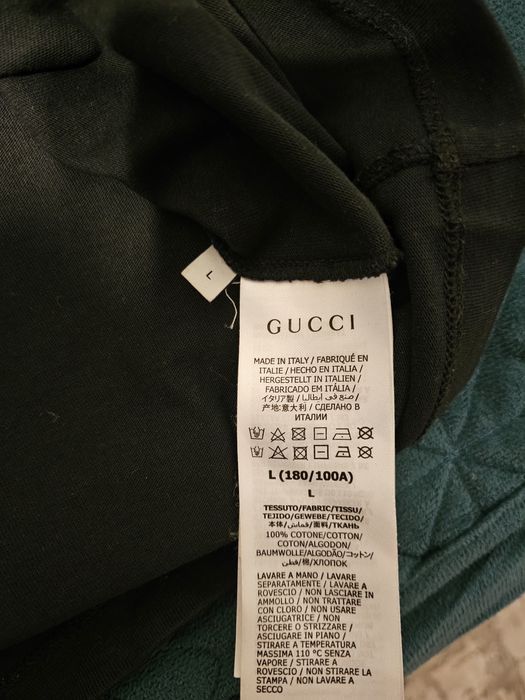 L
GUCCI
MADE IN ITALY / FABRIQUÉ EN
ITALIE / HECHO EN ITALIA /
HERGESTELLT IN ITALIEN /
FABRICADO EM ITÁLIA /
イタリア製 / صنع في ايطاليا /
产地:意大利 / СДЕЛАНО В
ИТАЛИИ
L (180/100A)
L
TESSUTO/FABRIC/TISSU/
TEJIDO/GEWEBE/TECIDO/
本体/قماش/面料/ТКАНЬ
100% COTONE/COTTON/
COTON/ALGODON/
BAUMWOLLE/ALGODÃO/コットン/
قطن/棉/ХЛОПОК
LAVARE A MANO / LAVARE
SEPARATAMENTE / LAVARE A
ROVESCIO / NON LASCIARE IN
AMMOLLO / NON TRATTARE
CON CLORO / NON USARE
ASCIUGATRICE / NON
TORCERE O STRIZZARE /
ASCIUGARE IN PIANO /
STIRARE A TEMPERATURA
MASSIMA 110 °C SENZA
VAPORE / STIRARE A
ROVESCIO / NON STIRARE LA
STAMPA / NON LAVARE A
SECCO